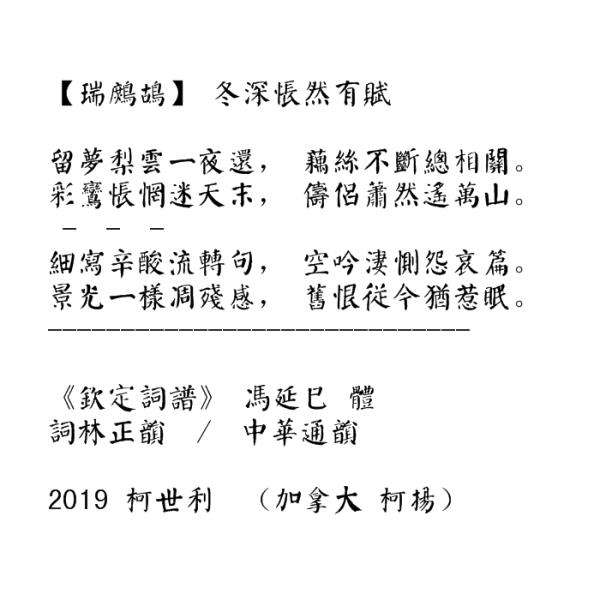 【瑞鷓鴣】 冬深悵然有賦
留夢梨雲一夜還， 藕絲不斷總相關。
彩鸞悵惘迷天末， 儔侶蕭然遙萬山。
– – –
細寫辛酸流轉句， 空吟淒惻怨哀篇。
景光一樣凋殘感， 舊恨從今猶惹眠。
------------------------------
《欽定詞譜》 馮延巳 體
詞林正韻 / 中華通韻
2019 柯世利 （加拿大 柯揚）